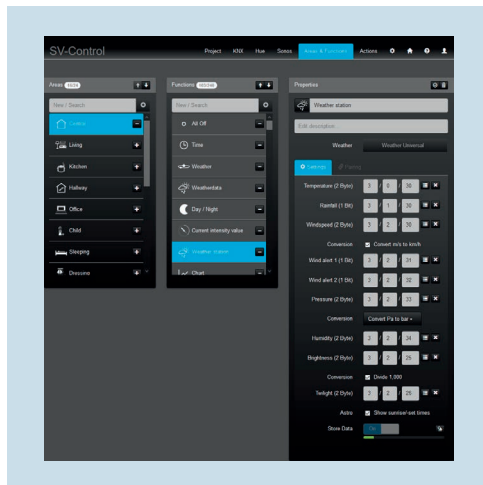 SV-Control
Project KNX Hue Sonos Areas & Functions Actions
Areas
Functions
Properties
New / Search
New / Search
Weather station
Central
All Off
Edit description...
Living
Time
Weather Weather Universal
Kitchen
Weather
Settings
Hallway
Weatherdata
Temperature (2 Byte) 3 / 0 / 30
Office
Day / Night
Rainfall (1 Bit) 3 / 1 / 30
Child
Current intensity value
Windspeed (2 Byte) 3 / 2 / 30
Sleeping
Weather station
Conversion Convert m/s to km/h
Dressing
Chart
Wind alert 1 (1 Bit) 3 / 2 / 31
Wind alert 2 (1 Bit) 3 / 2 / 32
Pressure (2 Byte) 3 / 2 / 33
Conversion Convert Pa to bar
Humidity (2 Byte) 3 / 2 / 34
Brightness (2 Byte) 3 / 2 / 25
Conversion Divide 1,000
Twilight (2 Byte) 3 / 2 / 25
Astro Show sunrise/-set times
Store Data On